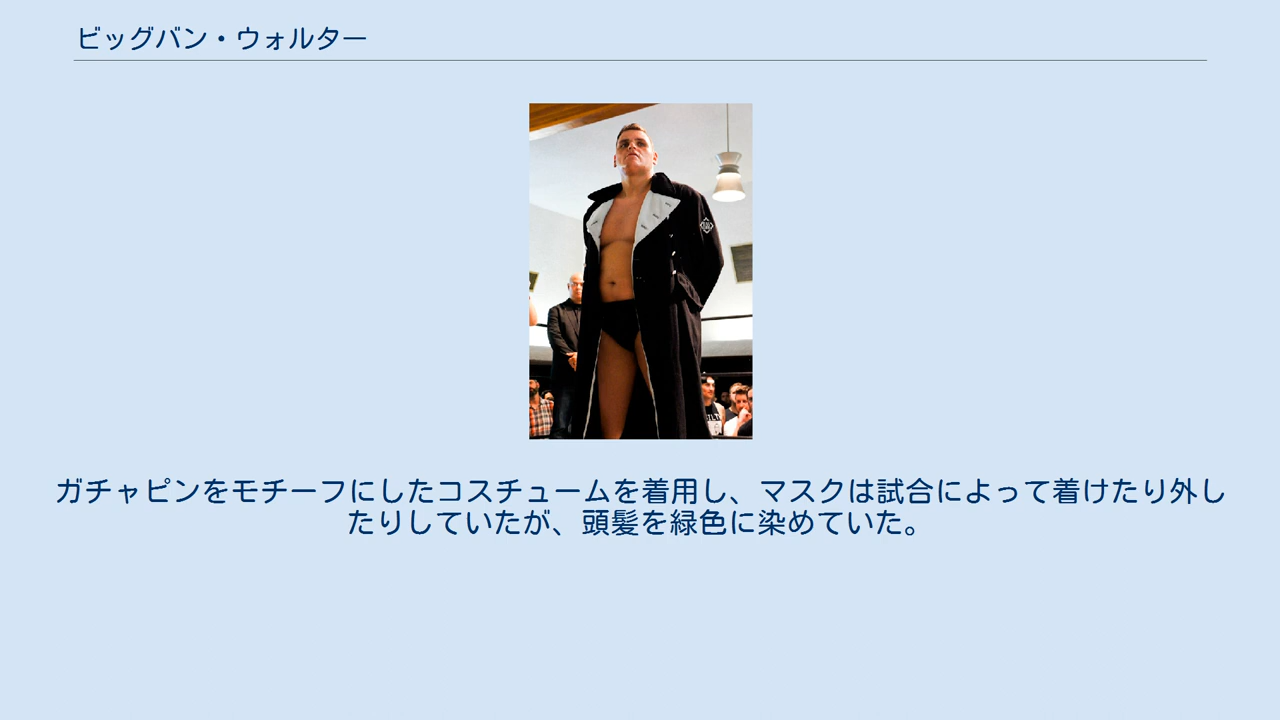 ビッグバン・ウォルター
ガチャピンをモチーフにしたコスチュームを着用し、マスクは試合によって着けたり外し
たりしていたが、頭髪を緑色に染めていた。